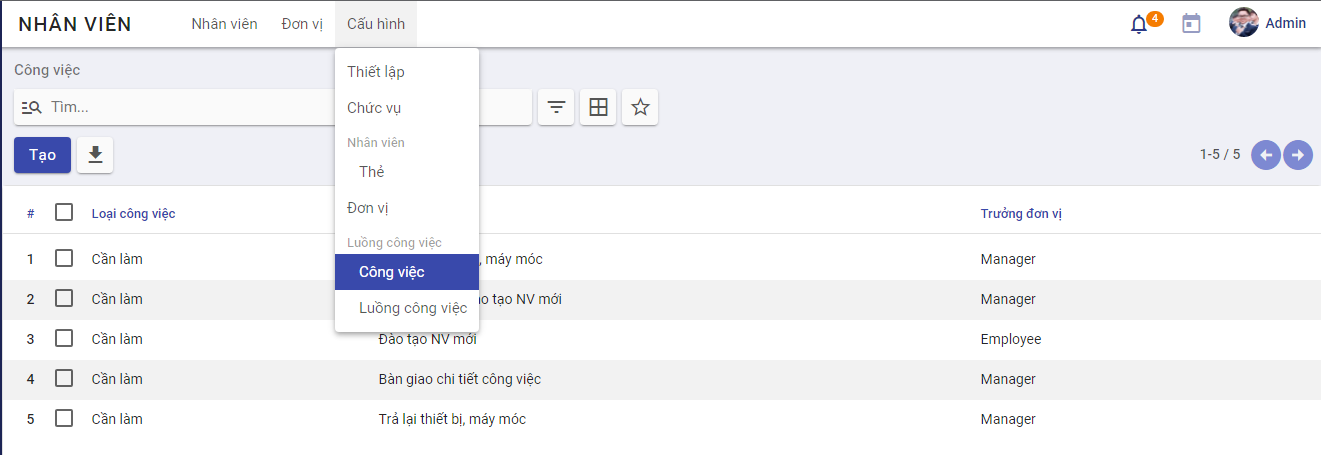 NHÂN VIÊN Nhân viên Đơn vị Cấu hình 4 Admin
Công việc
Tìm...
Thiết lập
Chức vụ
Nhân viên
Thẻ
Đơn vị
Luồng công việc
Công việc
Luồng công việc
Tạo 1-5 / 5
# Loại công việc Trưởng đơn vị
1 Cần làm , máy móc Manager
2 Cần làm tạo NV mới Manager
3 Cần làm Đào tạo NV mới Employee
4 Cần làm Bàn giao chi tiết công việc Manager
5 Cần làm Trả lại thiết bị, máy móc Manager